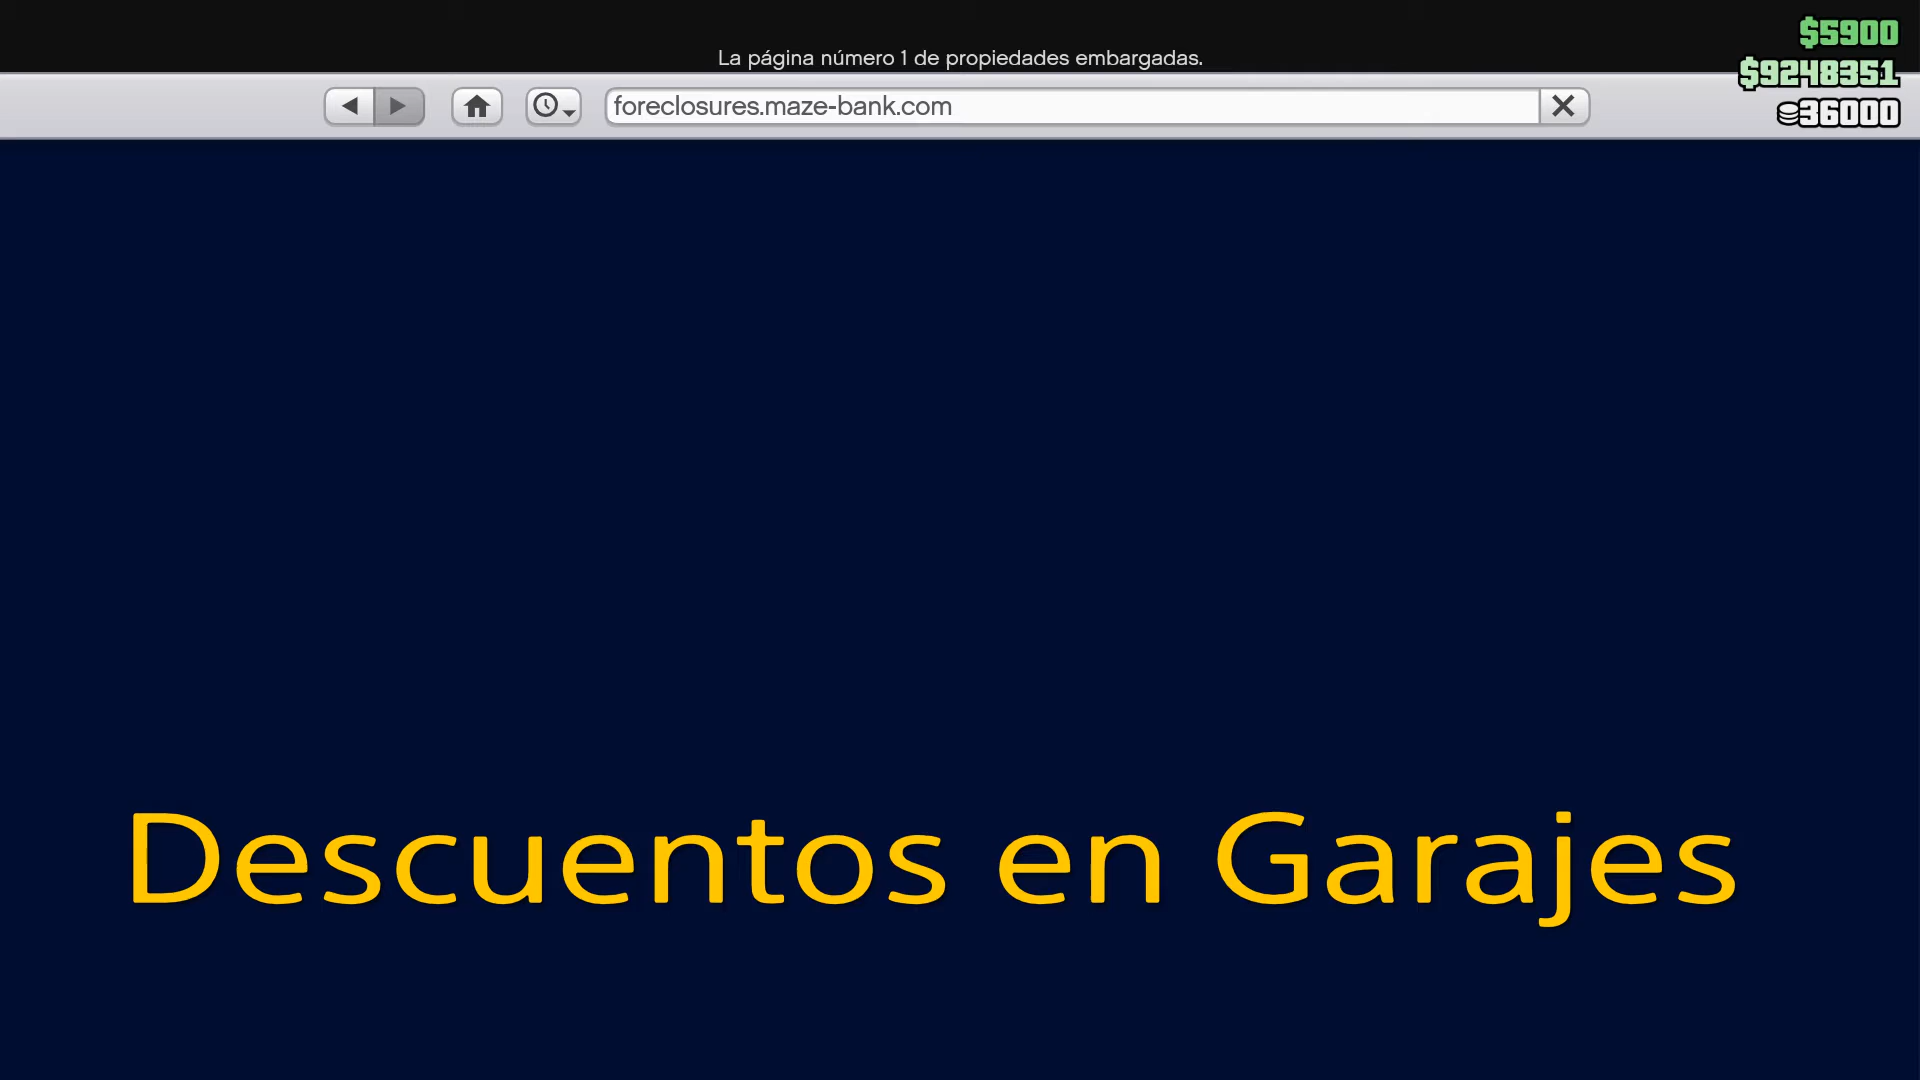 $5900
La página número 1 de propiedades embargadas.
$9248351
foreclosures.maze-bank.com
36000
Descuentos en Garajes